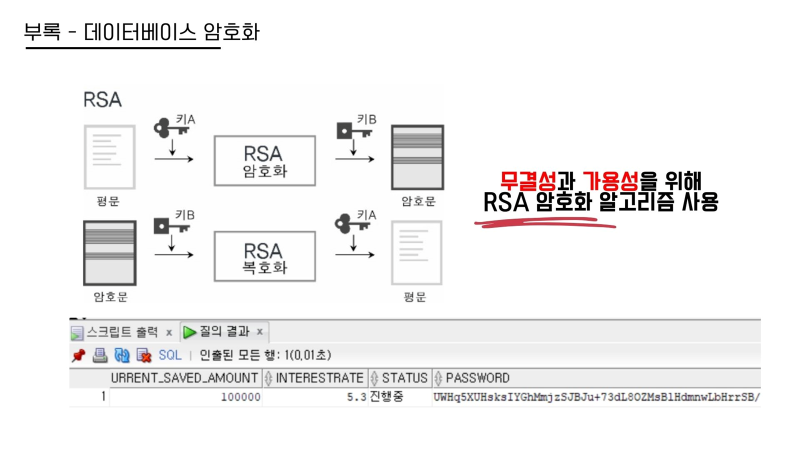 부록 - 데이터베이스 암호화
RSA
키A
키B
RSA
암호화
평문
암호문
키B
키A
RSA
복호화
암호문
평문
무결성과 가용성을 위해
RSA 암호화 알고리즘 사용
스크립트 출력 x
질의 결과 x
SQL | 인출된 모든 행: 1(0,01초)
URRENT_SAVED_AMOUNT INTERESTRATE STATUS PASSWORD
1 100000 5.3 진행중 UWHq5XUHsksIYGhMmjzSJBJu+73dL8OZMsBlHdmnwLbHrrSB/